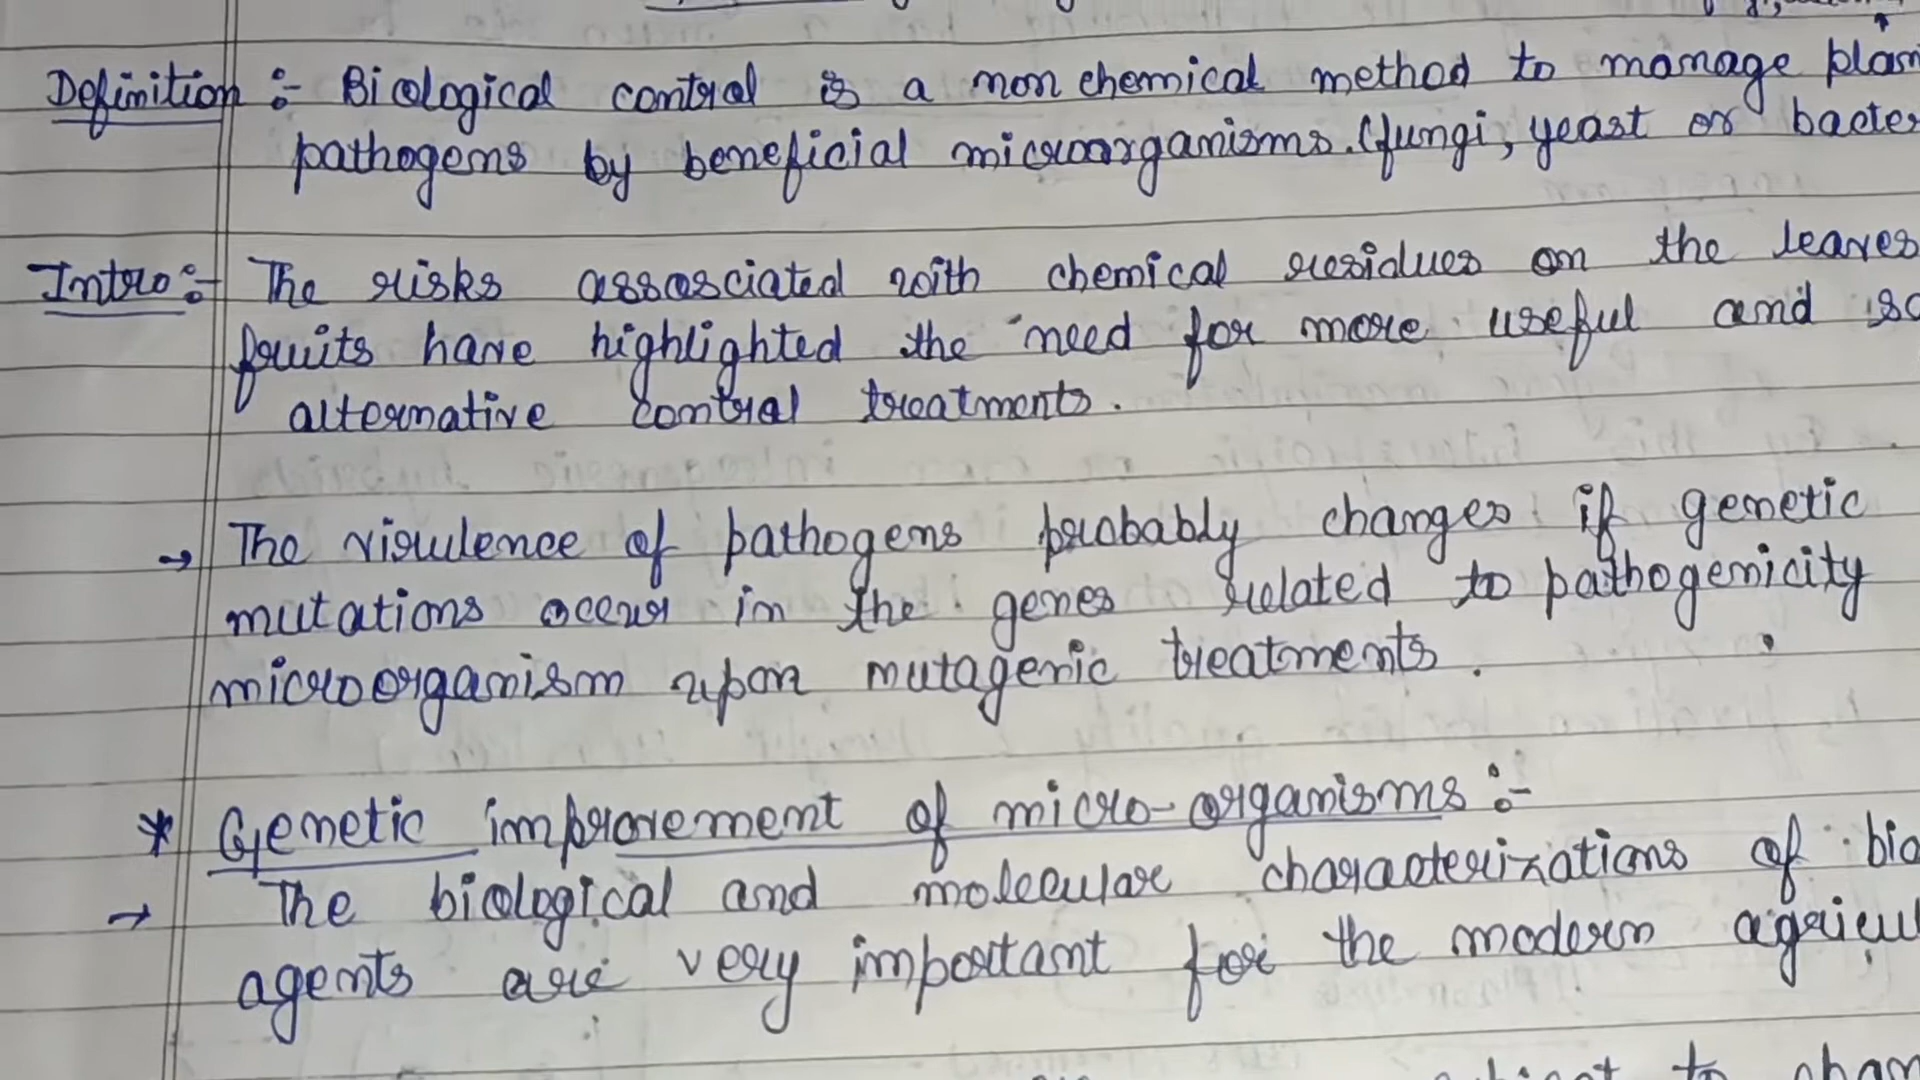 Definition :- Biological control is a non chemical method to manage plan
pathogens by beneficial microorganisms. (fungi, yeast or bacter
Intro :- The risks assosciated with chemical residues on the leaves
fruits have highlighted the need for more useful and
alternative control treatments.
→ The virulence of pathogens probably changes if genetic
mutations occur in the genes related to pathogenicity
microorganism upon mutagenic treatments.
* Genetic improvement of micro-organisms :-
→ The biological and molecular characterizations of bio
agents are very important for the modern agricul
to